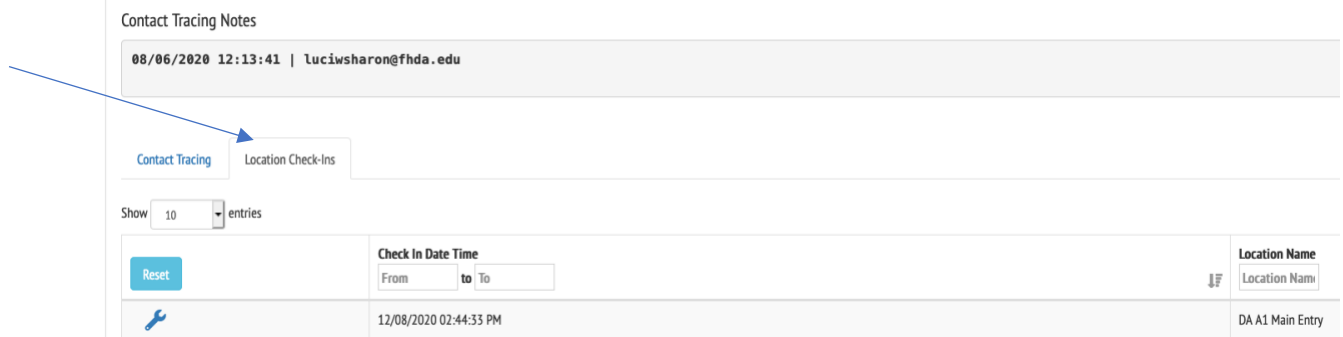 Contact Tracing Notes
08/06/2020 12:13:41 | luciwsharon@fhda.edu
Contact Tracing Location Check-Ins
Show 10 entries
Reset Check In Date Time Location Name
From to To Location Nam
12/08/2020 02:44:33 PM DA A1 Main Entry